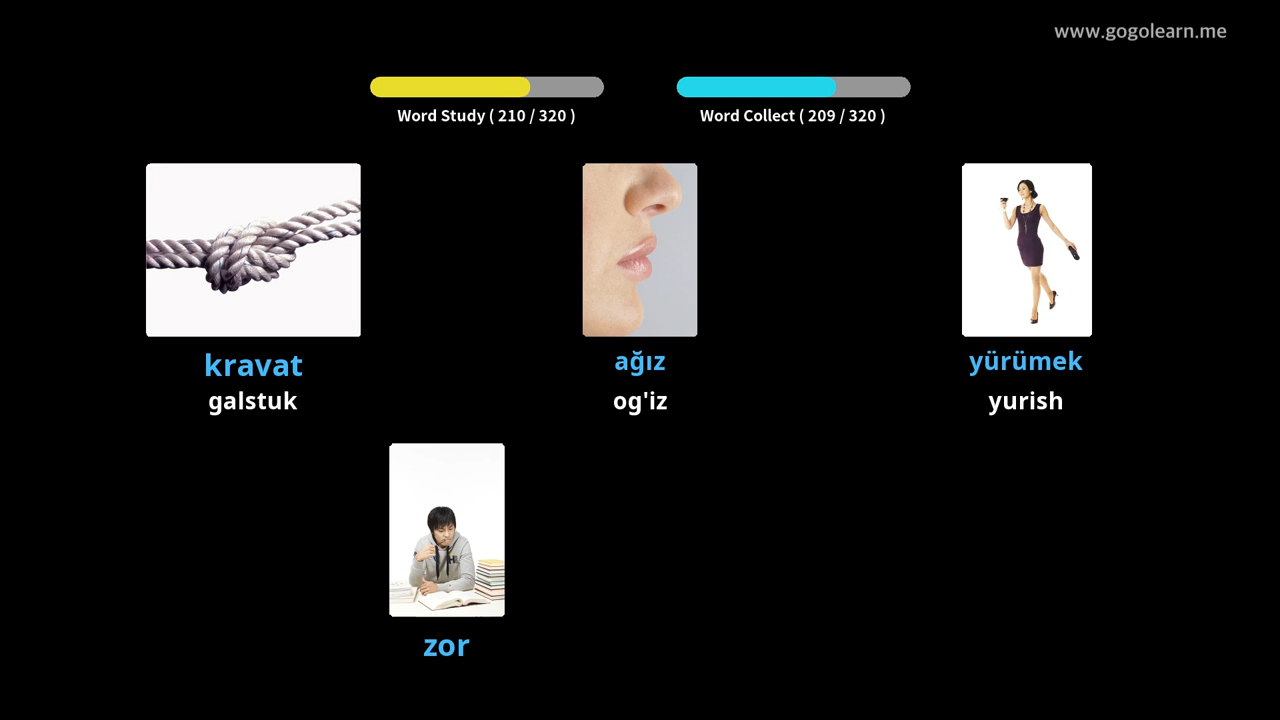 www.gogolearn.me
Word Study ( 210 / 320 )
Word Collect ( 209 / 320 )
kravat
galstuk
ağız
og'iz
yürümek
yurish
zor